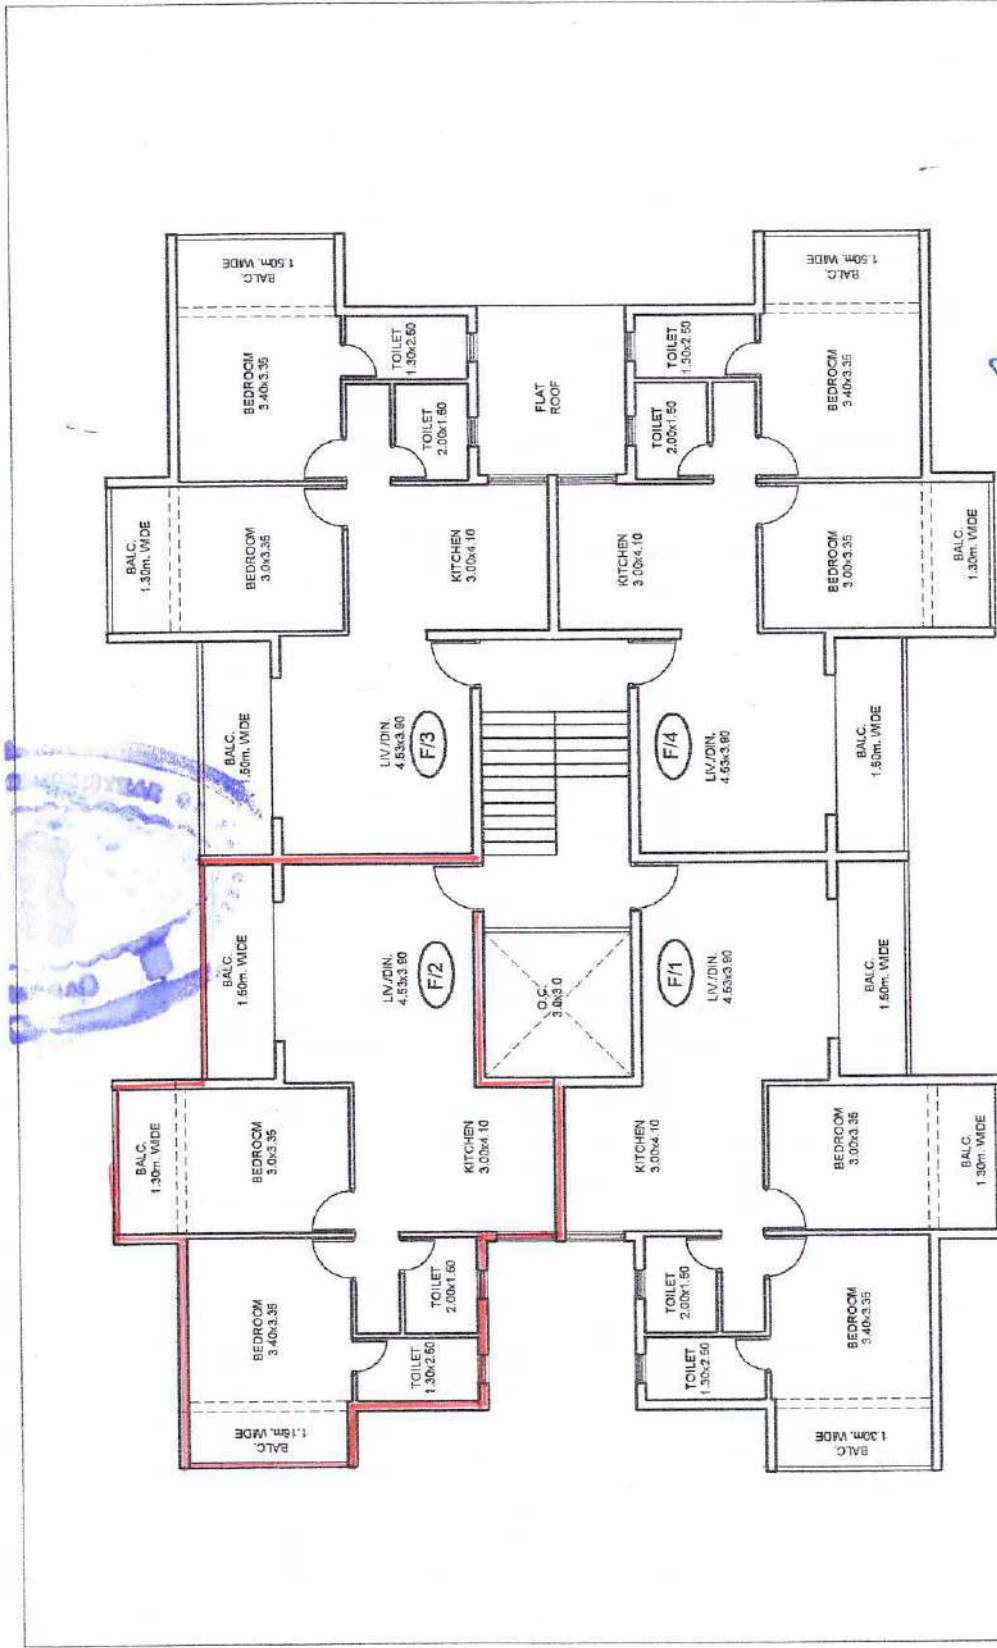 BALC.
1.30m. WIDE
BEDROOM
3.0x3.35
BALC.
1.50m. WIDE
BALC.
1.50m. WIDE
BALC.
1.30m. WIDE
BEDROOM
3.0x3.35
BALC.
1.16m. WIDE
BEDROOM
3.40x3.35
BEDROOM
3.40x3.35
BALC.
1.50m. WIDE
TOILET
1.30x2.50
TOILET
2.00x1.50
KITCHEN
3.00x4.10
LIV./DIN.
4.53x3.90
F/2
LIV./DIN.
4.53x3.90
F/3
KITCHEN
3.00x4.10
TOILET
2.00x1.60
TOILET
1.30x2.50
O.C.
3.0x3.0
FLAT
ROOF
TOILET
1.30x2.50
TOILET
2.00x1.50
KITCHEN
3.00x4.10
F/1
LIV./DIN.
4.53x3.90
F/4
LIV./DIN.
4.53x3.90
KITCHEN
3.00x4.10
TOILET
2.00x1.50
TOILET
1.30x2.50
BALC.
1.30m. WIDE
BEDROOM
3.40x3.35
BEDROOM
3.00x3.35
BALC.
1.50m. WIDE
BALC.
1.50m. WIDE
BEDROOM
3.00x3.35
BEDROOM
3.40x3.35
BALC.
1.50m. WIDE
BALC.
1.30m. WIDE
BALC.
1.30m. WIDE